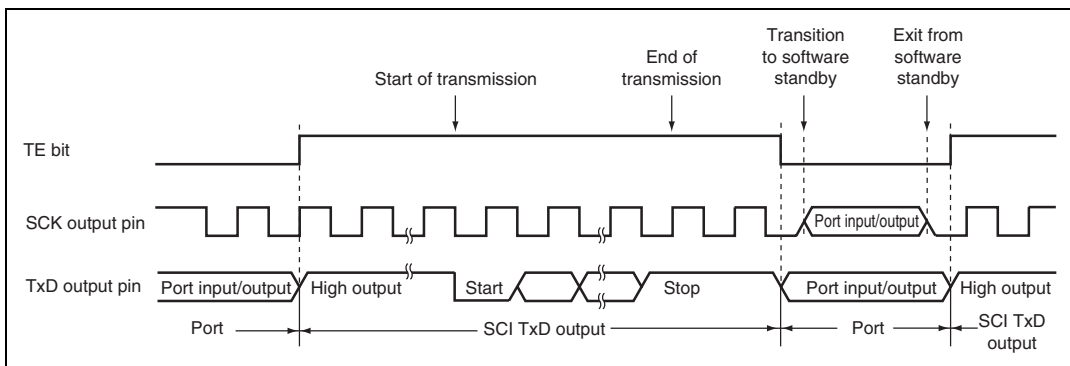 Start of transmission
End of
transmission
Transition
to software
standby
Exit from
software
standby
TE bit
SCK output pin
Port input/output
TxD output pin
Port input/output
High output
Start
Stop
Port input/output
High output
Port
SCI TxD output
Port
SCI TxD
output